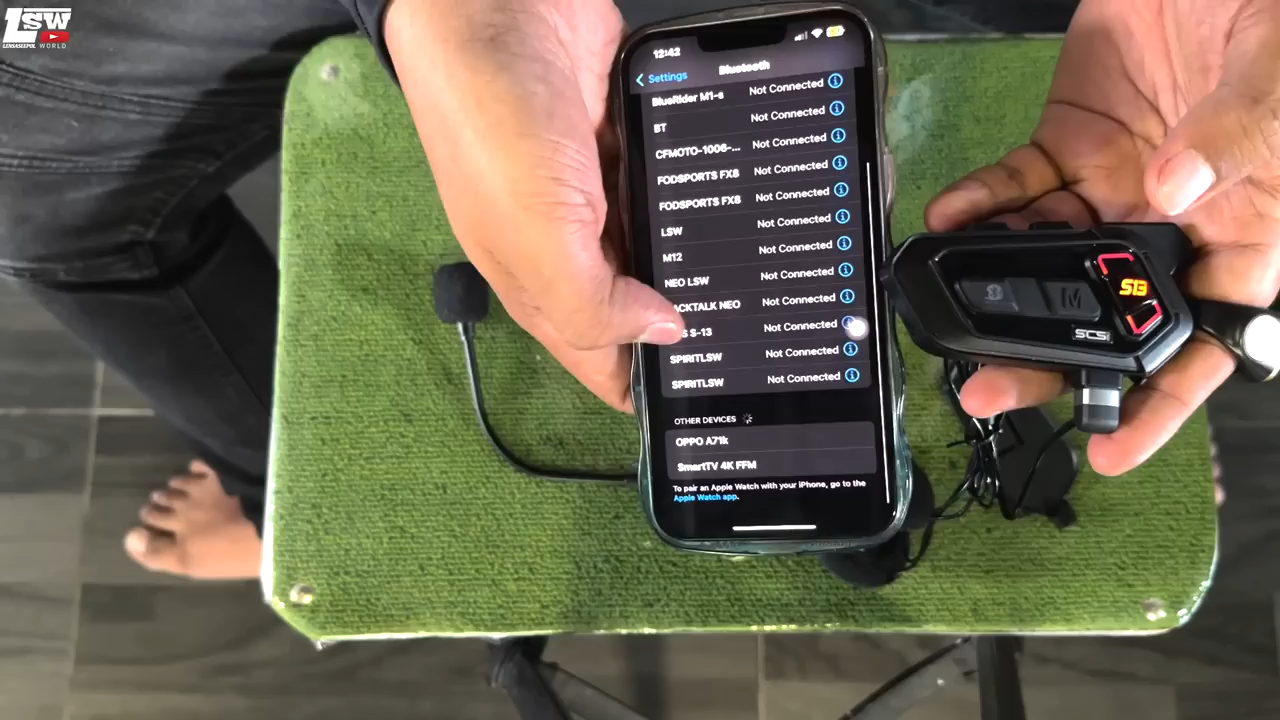 LSW
LENSASEEPOL WORLD
12:42
Settings
Bluetooth
BlueRider M1-s Not Connected
BT Not Connected
CFMOTO-1006-... Not Connected
FODSPORTS FX8 Not Connected
FODSPORTS FX8 Not Connected
LSW Not Connected
M12 Not Connected
NEO LSW Not Connected
ACKTALK NEO Not Connected
S S-13 Not Connected
SPIRITLSW Not Connected
SPIRITLSW Not Connected
OTHER DEVICES
OPPO A71k
SmartTV 4K FFM
To pair an Apple Watch with your iPhone, go to the
Apple Watch app.
S13
M
SCS